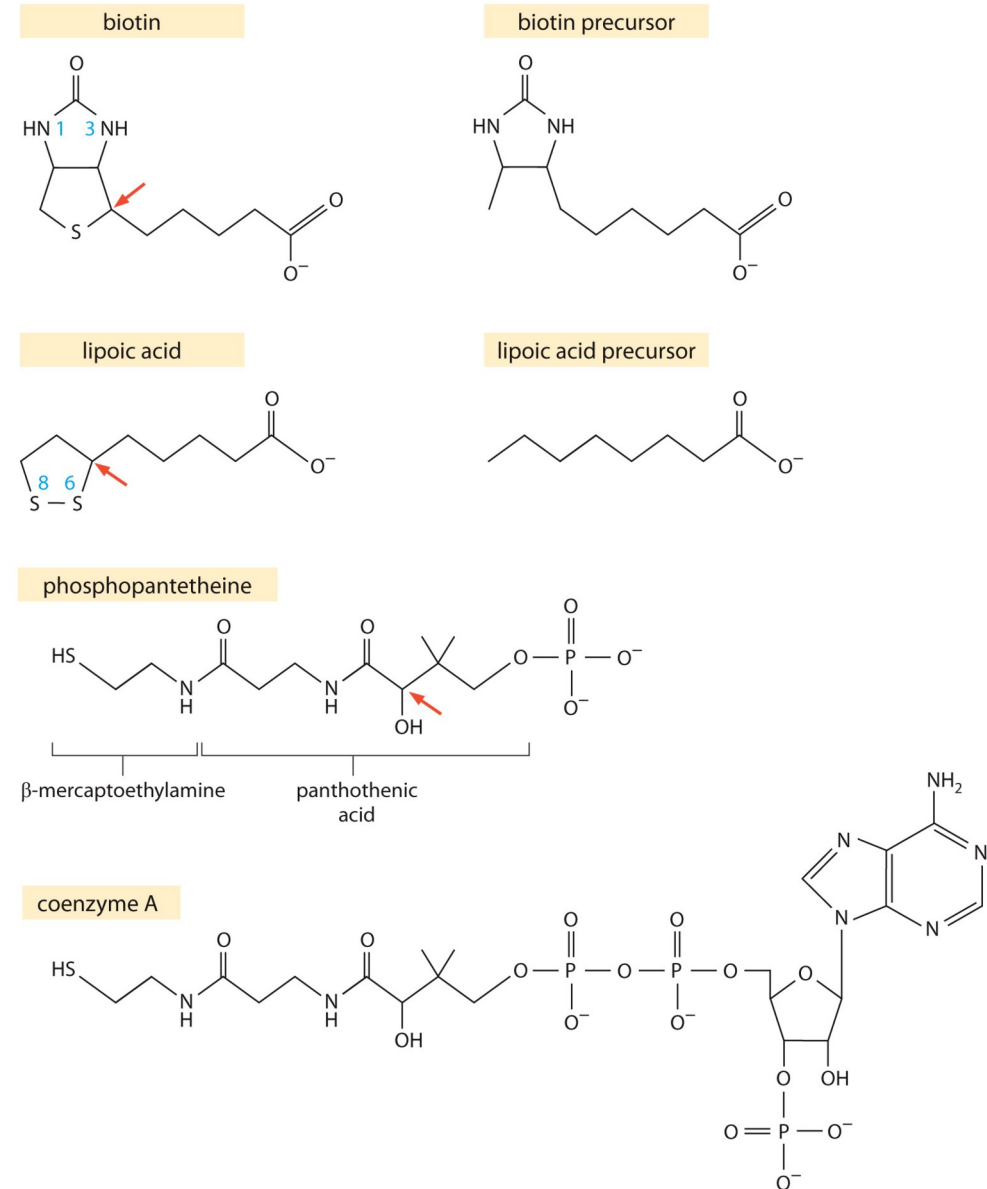 biotin
biotin precursor
O
O
HN 1 3 NH
HN NH
O
O
S
O⁻
O⁻
lipoic acid
lipoic acid precursor
O
O
O⁻
O⁻
8 6
S — S
phosphopantetheine
O
O
O
HS
O — P — O⁻
N
H
N
H
O⁻
OH
β-mercaptoethylamine
panthothenic
acid
NH₂
N
N
coenzyme A
N
N
O
O
O
O
HS
O — P — O — P — O
O
N
H
N
H
O⁻
O⁻
OH
O
OH
O = P — O⁻
O⁻